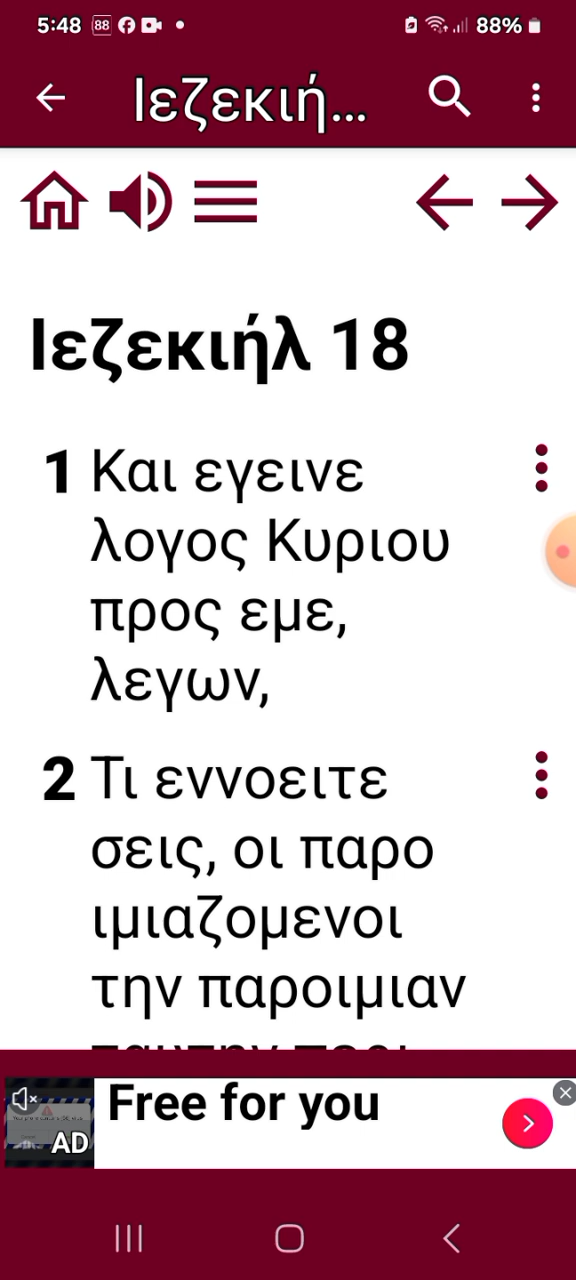 5:48 88 88%
Ιεζεκιή...
Ιεζεκιήλ 18
1 Και εγεινε
λογος Κυριου
προς εμε,
λεγων,
2 Τι εννοειτε
σεις, οι παρο
ιμιαζομενοι
την παροιμιαν
Free for you
AD